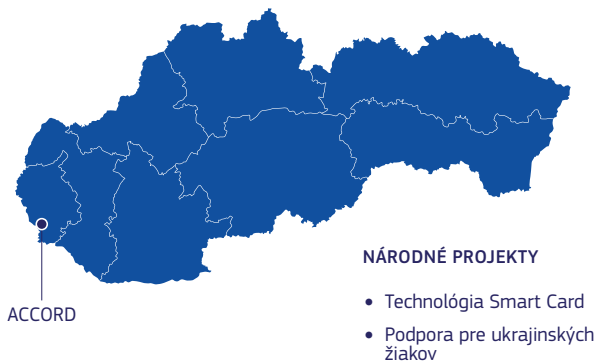 ACCORD
NÁRODNÉ PROJEKTY
• Technológia Smart Card
• Podpora pre ukrajinských
žiakov